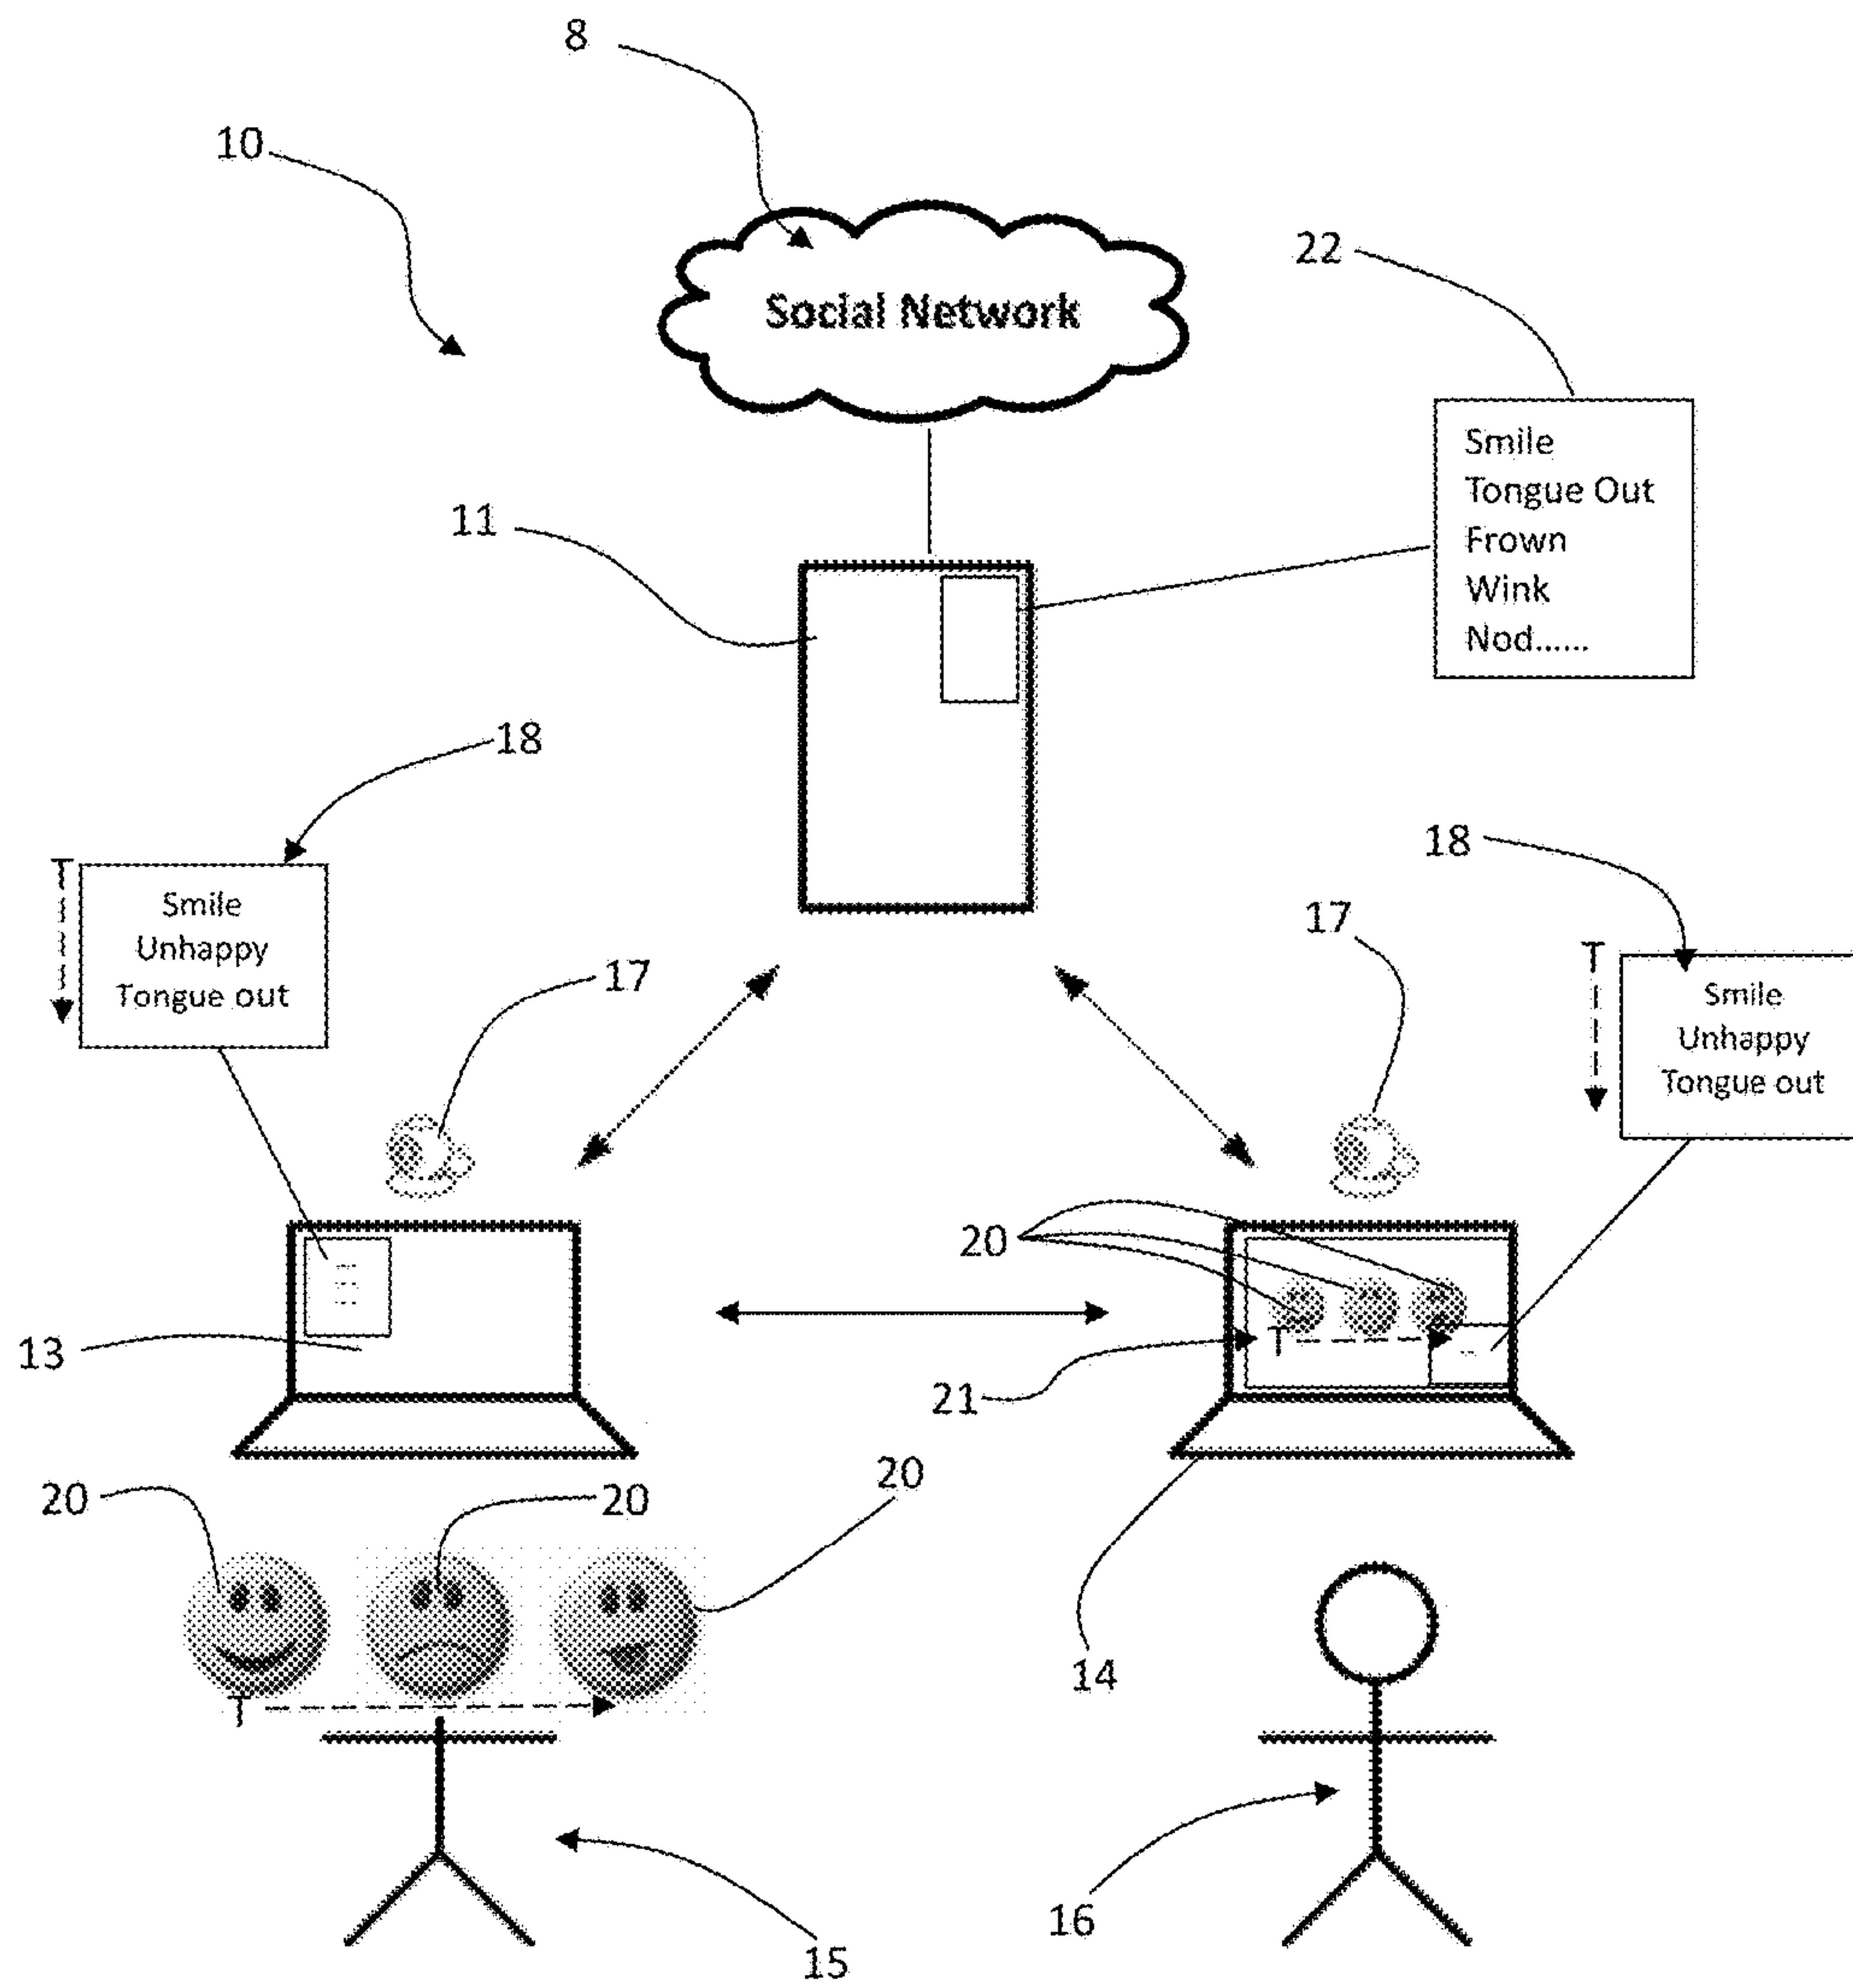 8
10
Social Network
22
Smile
Tongue Out
Frown
Wink
Nod......
11
18
T
Smile
Unhappy
Tongue out
17
18
17
T
Smile
Unhappy
Tongue out
20
13
T
21
20
20
20
T
14
16
15